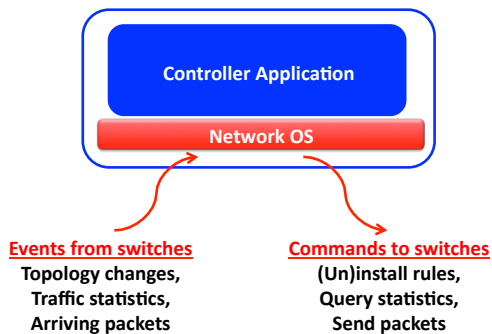 Controller Application
Network OS
Events from switches
Topology changes,
Traffic statistics,
Arriving packets
Commands to switches
(Un)install rules,
Query statistics,
Send packets